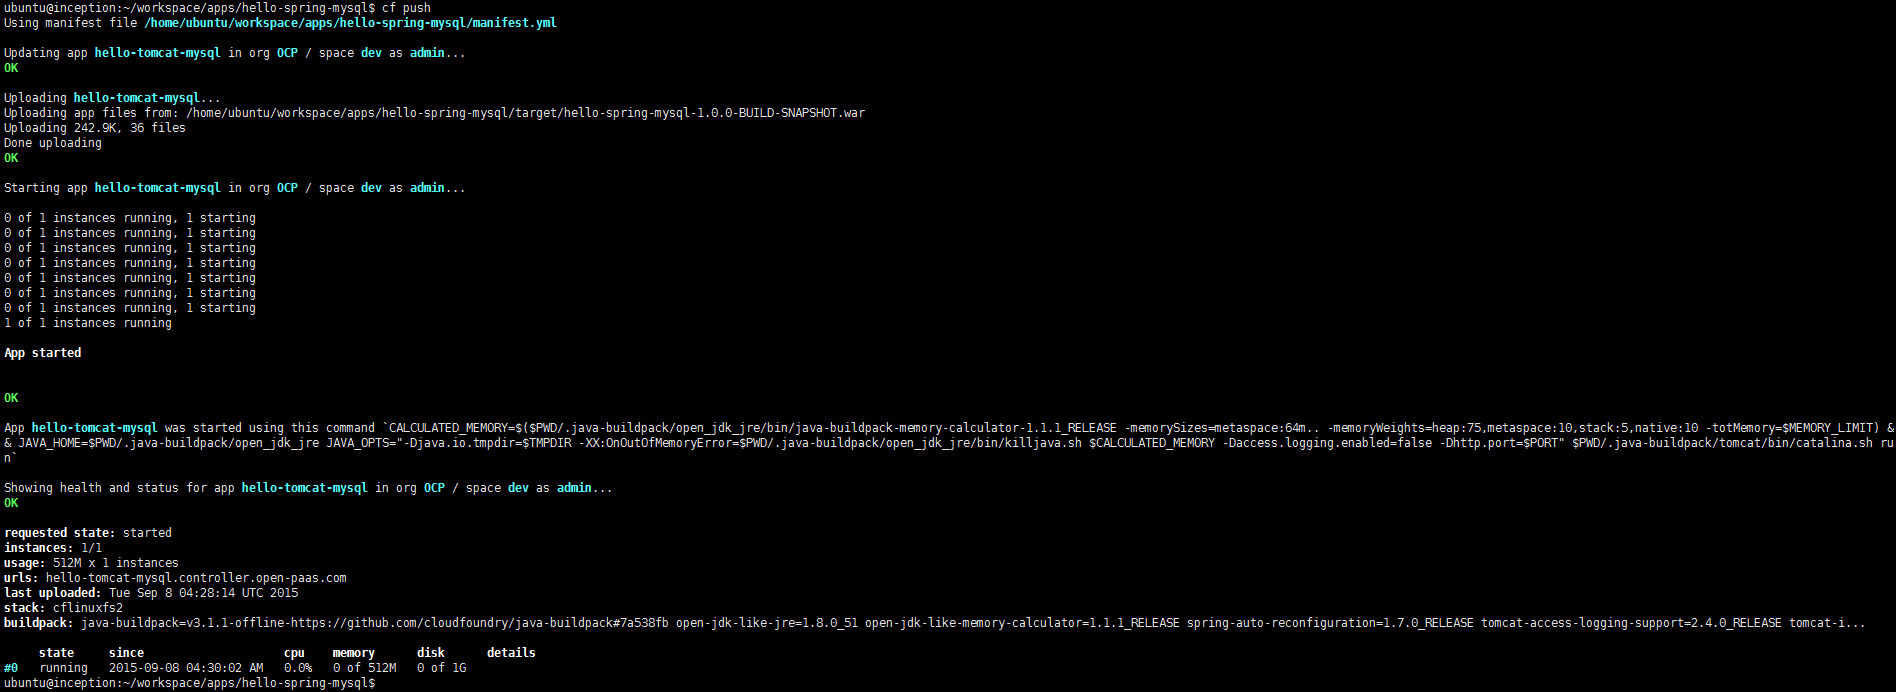 ubuntu@inception:~/workspace/apps/hello-spring-mysql$ cf push
Using manifest file /home/ubuntu/workspace/apps/hello-spring-mysql/manifest.yml
Updating app hello-tomcat-mysql in org OCP / space dev as admin...
OK
Uploading hello-tomcat-mysql...
Uploading app files from: /home/ubuntu/workspace/apps/hello-spring-mysql/target/hello-spring-mysql-1.0.0-BUILD-SNAPSHOT.war
Uploading 242.9K, 36 files
Done uploading
OK
Starting app hello-tomcat-mysql in org OCP / space dev as admin...
0 of 1 instances running, 1 starting
0 of 1 instances running, 1 starting
0 of 1 instances running, 1 starting
0 of 1 instances running, 1 starting
0 of 1 instances running, 1 starting
0 of 1 instances running, 1 starting
0 of 1 instances running, 1 starting
1 of 1 instances running
App started
OK
App hello-tomcat-mysql was started using this command `CALCULATED_MEMORY=$($PWD/.java-buildpack/open_jdk_jre/bin/java-buildpack-memory-calculator-1.1.1_RELEASE -memorySizes=metaspace:64m.. -memoryWeights=heap:75,metaspace:10,stack:5,native:10 -totMemory=$MEMORY_LIMIT) &
& JAVA_HOME=$PWD/.java-buildpack/open_jdk_jre JAVA_OPTS="-Djava.io.tmpdir=$TMPDIR -XX:OnOutOfMemoryError=$PWD/.java-buildpack/open_jdk_jre/bin/killjava.sh $CALCULATED_MEMORY -Daccess.logging.enabled=false -Dhttp.port=$PORT" $PWD/.java-buildpack/tomcat/bin/catalina.sh ru
n`
Showing health and status for app hello-tomcat-mysql in org OCP / space dev as admin...
OK
requested state: started
instances: 1/1
usage: 512M x 1 instances
urls: hello-tomcat-mysql.controller.open-paas.com
last uploaded: Tue Sep 8 04:28:14 UTC 2015
stack: cflinuxfs2
buildpack: java-buildpack=v3.1.1-offline-https://github.com/cloudfoundry/java-buildpack#7a538fb open-jdk-like-jre=1.8.0_51 open-jdk-like-memory-calculator=1.1.1_RELEASE spring-auto-reconfiguration=1.7.0_RELEASE tomcat-access-logging-support=2.4.0_RELEASE tomcat-i...
state since cpu memory disk details
#0 running 2015-09-08 04:30:02 AM 0.0% 0 of 512M 0 of 1G
ubuntu@inception:~/workspace/apps/hello-spring-mysql$